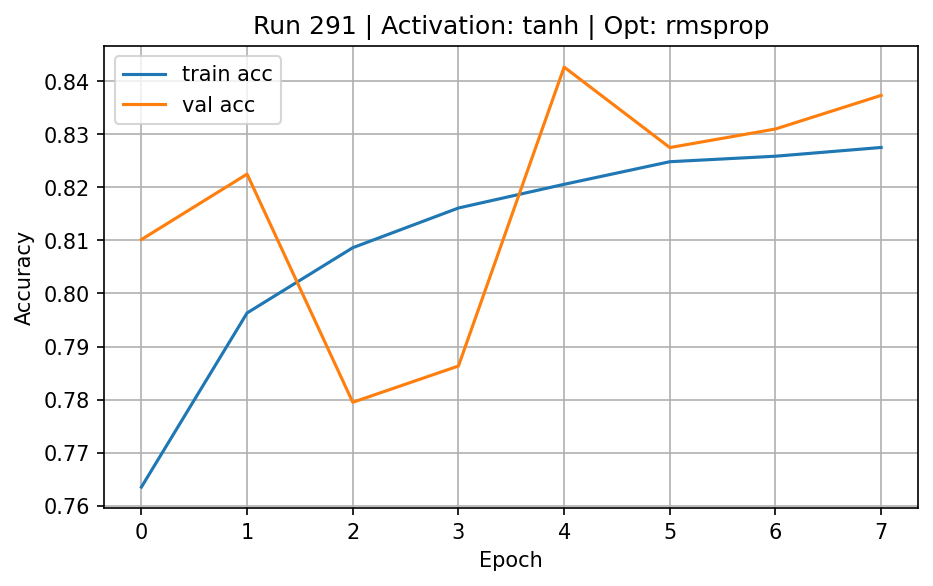 Run 291 | Activation: tanh | Opt: rmsprop
train acc
val acc
0.84
0.83
0.82
0.81
0.80
0.79
0.78
0.77
0.76
Accuracy
0 1 2 3 4 5 6 7
Epoch